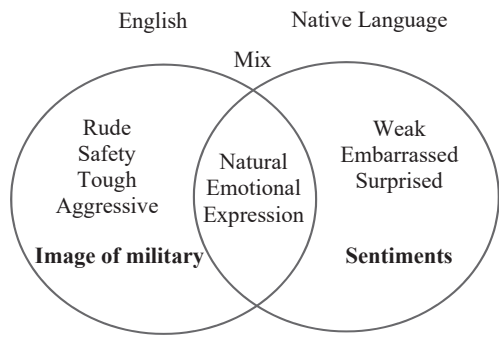 English
Native Language
Mix
Rude
Safety
Tough
Aggressive
Image of military
Natural
Emotional
Expression
Weak
Embarrassed
Surprised
Sentiments